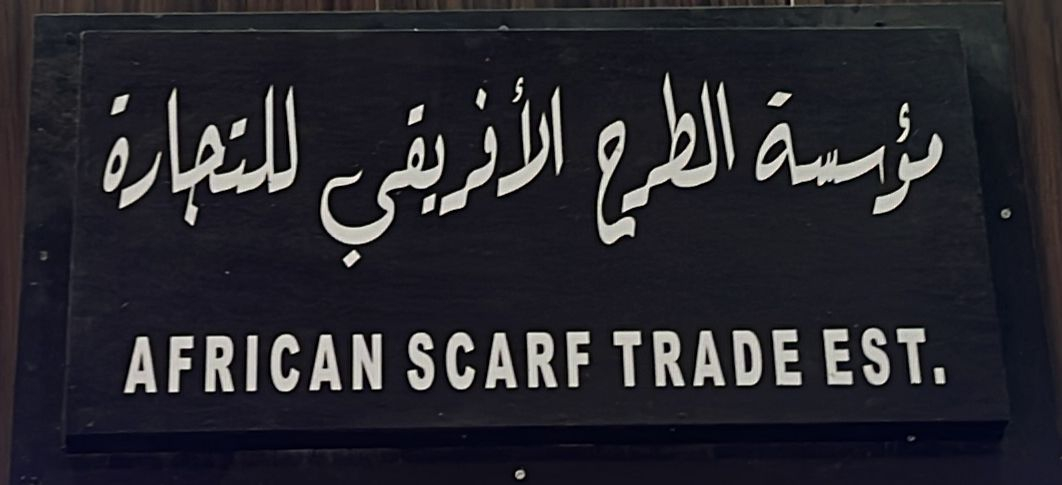 مؤسسة الطرح الأفريقي للتجارة
AFRICAN SCARF TRADE EST.